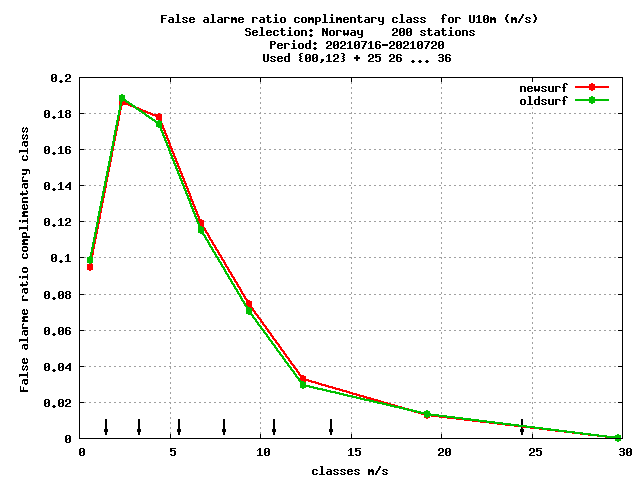 False alarme ratio complimentary class  for U10m (m/s)
Selection: Norway    200 stations
Period: 20210716-20210720
Used {00,12} + 25 26 ... 36
newsurf
oldsurf
False alarme ratio complimentary class
0.2
0.18
0.16
0.14
0.12
0.1
0.08
0.06
0.04
0.02
0
0 5 10 15 20 25 30
classes m/s